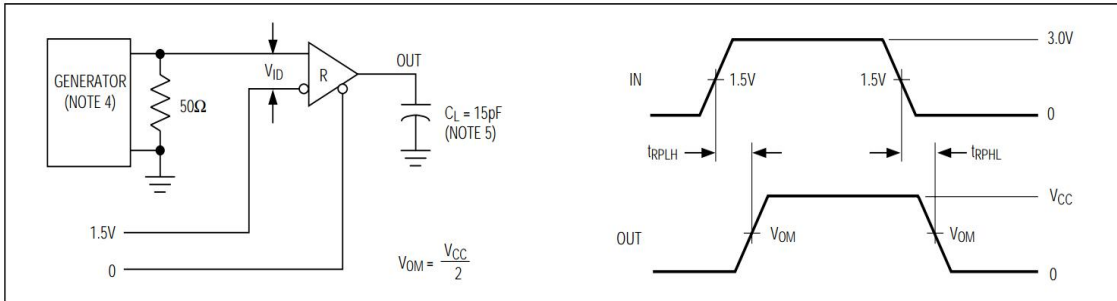 GENERATOR
(NOTE 4)
50Ω
VID
R
OUT
CL = 15pF
(NOTE 5)
1.5V
0
VOM = VCC
2
3.0V
IN
1.5V
1.5V
0
tRPLH
tRPHL
VCC
OUT
VOM
VOM
0